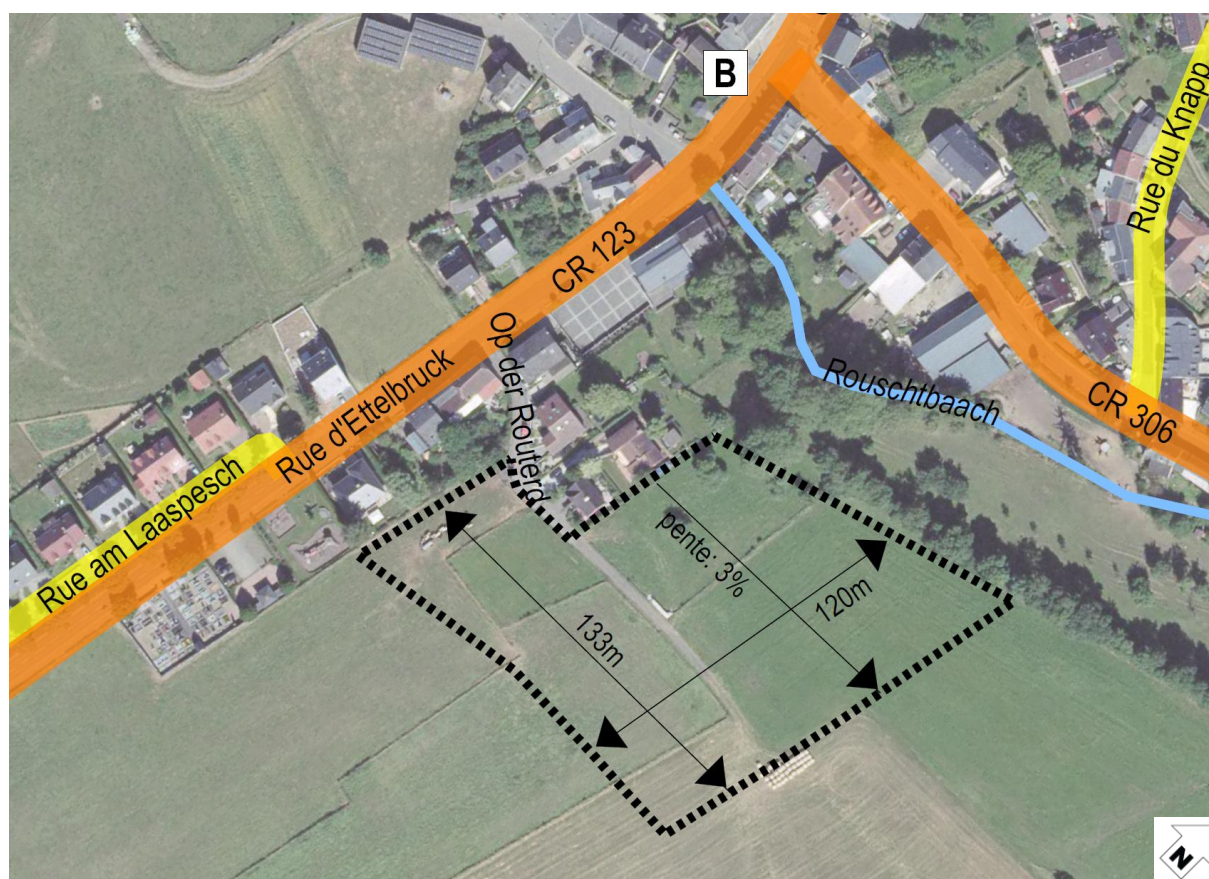 B
Rue du Knapp
CR 123
Op der Routerd
Rouschtbaach
Rue d'Ettelbruck
CR 306
Rue am Laaspesch
pente: 3%
120m
133m
N